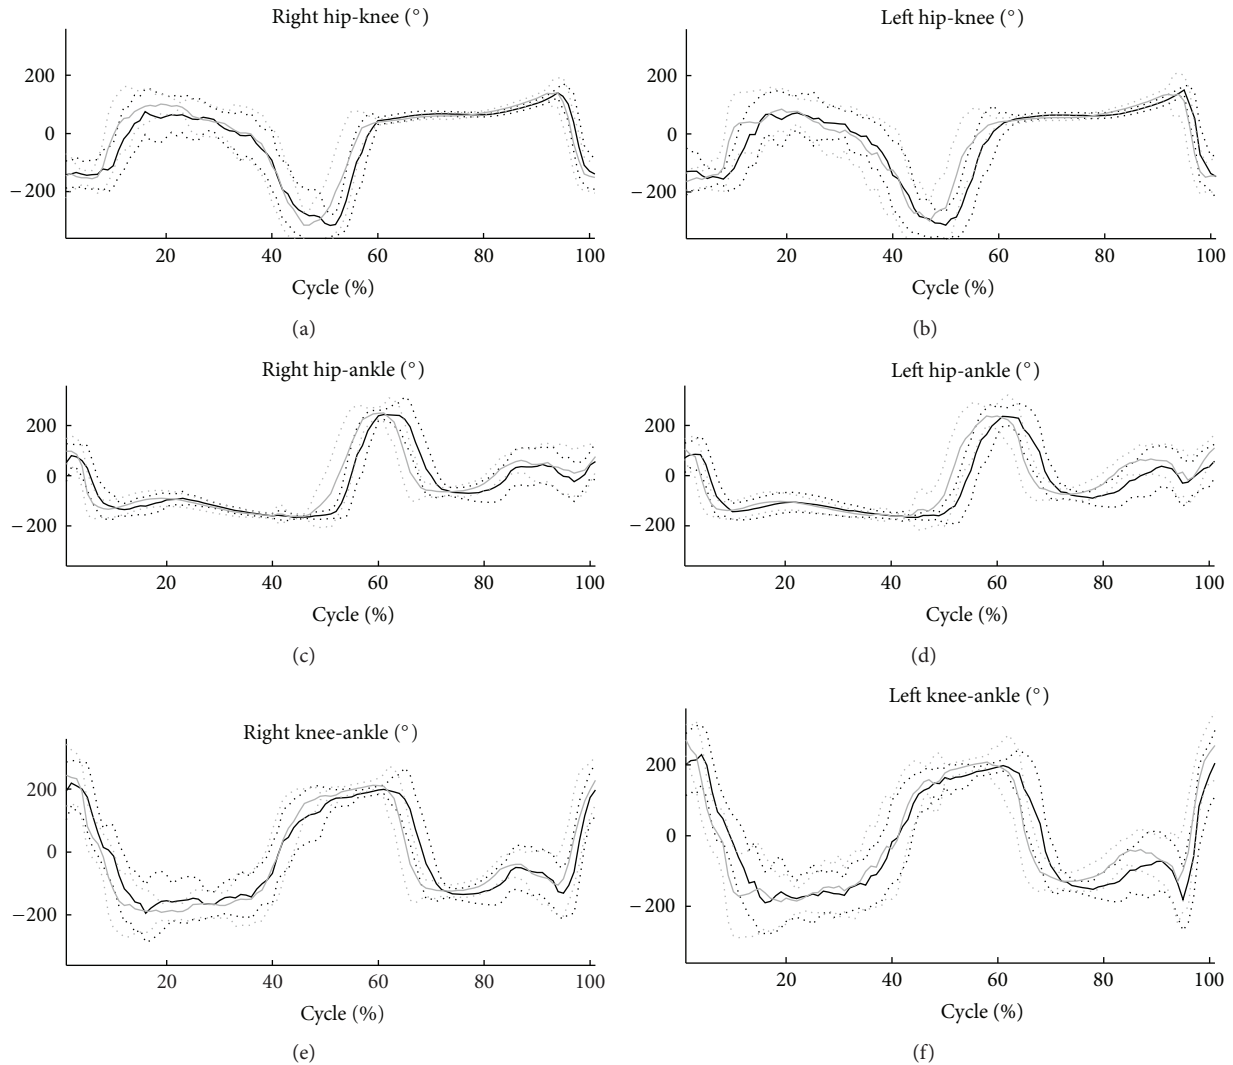 Right hip-knee (°)
200
0
−200
20 40 60 80 100
Cycle (%)
(a)
Left hip-knee (°)
200
0
−200
20 40 60 80 100
Cycle (%)
(b)
Right hip-ankle (°)
200
0
−200
20 40 60 80 100
Cycle (%)
(c)
Left hip-ankle (°)
200
0
−200
20 40 60 80 100
Cycle (%)
(d)
Right knee-ankle (°)
200
0
−200
20 40 60 80 100
Cycle (%)
(e)
Left knee-ankle (°)
200
0
−200
20 40 60 80 100
Cycle (%)
(f)